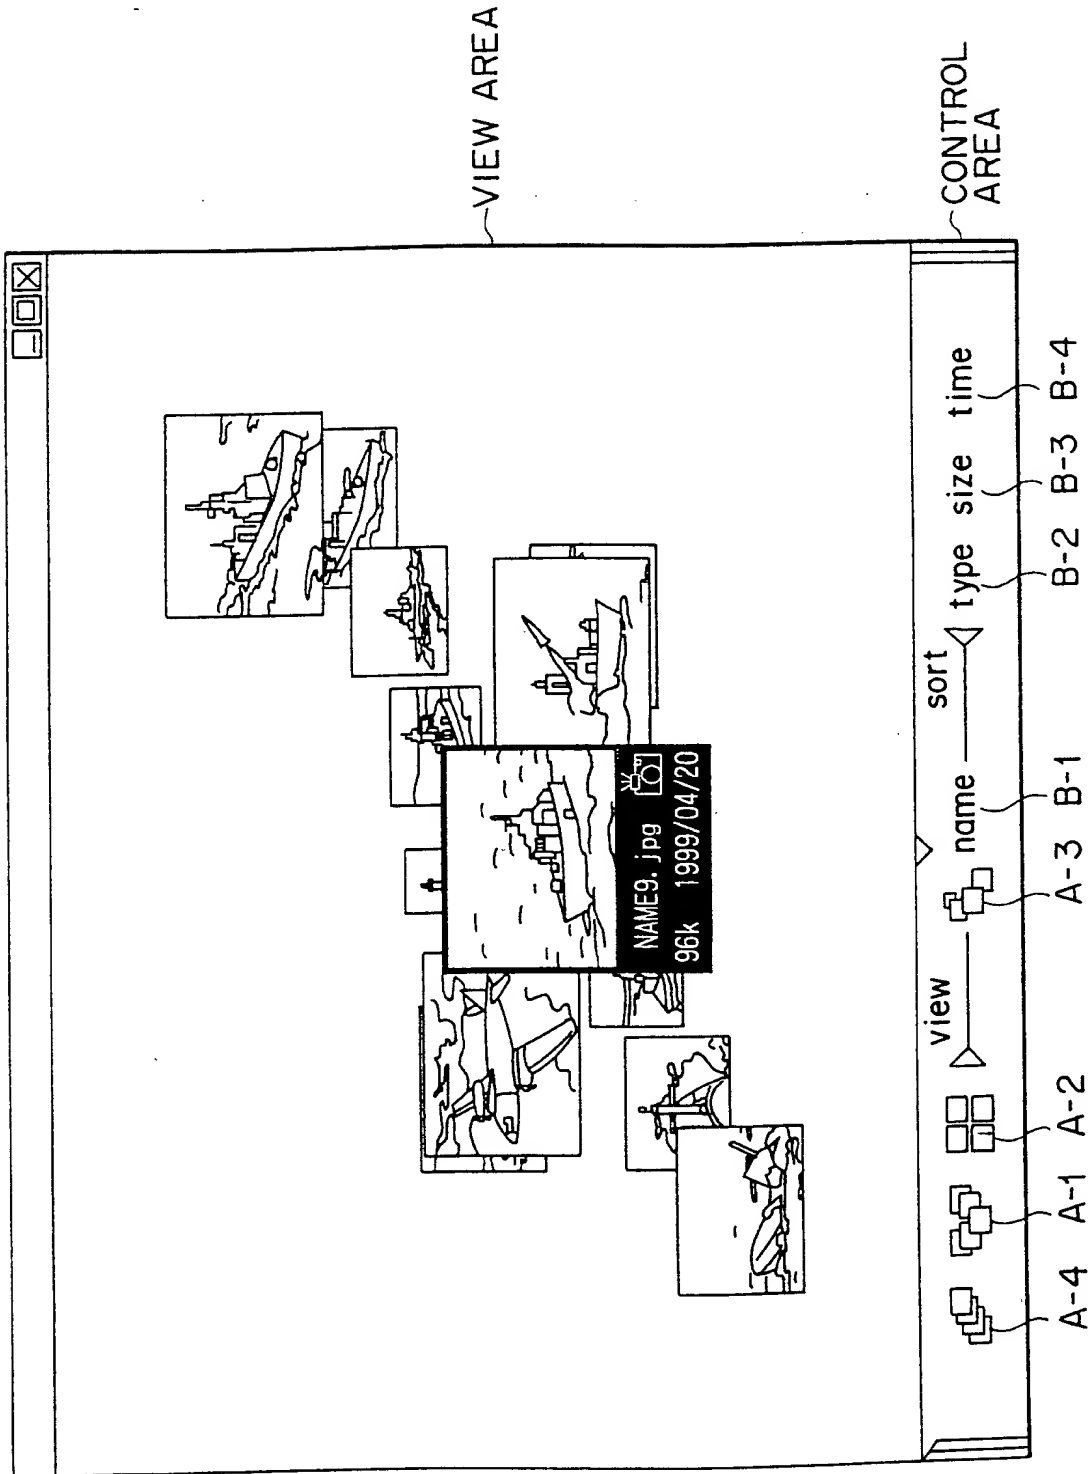 VIEW AREA
NAME9.jpg
96k 1999/04/20
view
sort
name
type
size
time
CONTROL
AREA
A-4
A-1
A-2
A-3
B-1
B-2
B-3
B-4